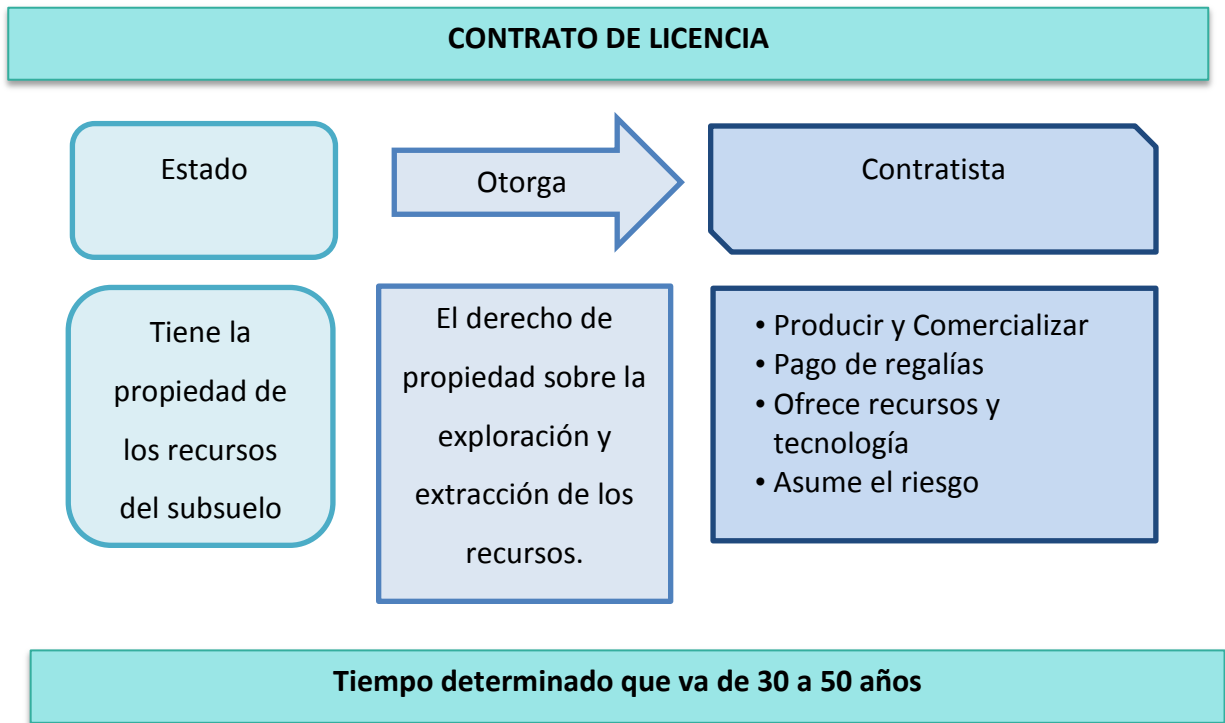 CONTRATO DE LICENCIA
Estado
Otorga
Contratista
Tiene la
propiedad de
los recursos
del subsuelo
El derecho de
propiedad sobre la
exploración y
extracción de los
recursos.
• Producir y Comercializar
• Pago de regalías
• Ofrece recursos y
tecnología
• Asume el riesgo
Tiempo determinado que va de 30 a 50 años